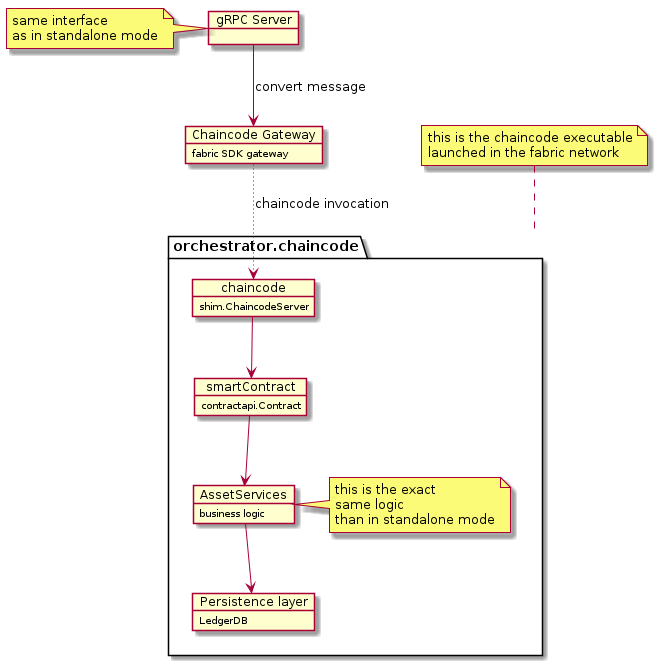 same interface
as in standalone mode
gRPC Server
convert message
Chaincode Gateway
fabric SDK gateway
this is the chaincode executable
launched in the fabric network
chaincode invocation
orchestrator.chaincode
chaincode
shim.ChaincodeServer
smartContract
contractapi.Contract
AssetServices
business logic
this is the exact
same logic
than in standalone mode
Persistence layer
LedgerDB